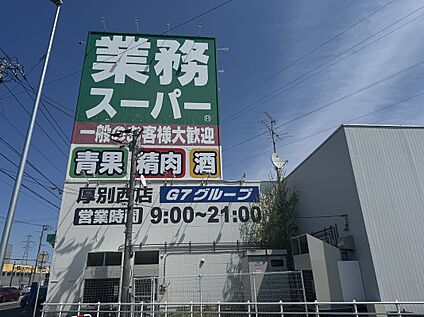 業務
スーパー®
一般のお客様大歓迎
青果 精肉 酒
厚別西店 G7グループ
営業時間 9:00~21:00